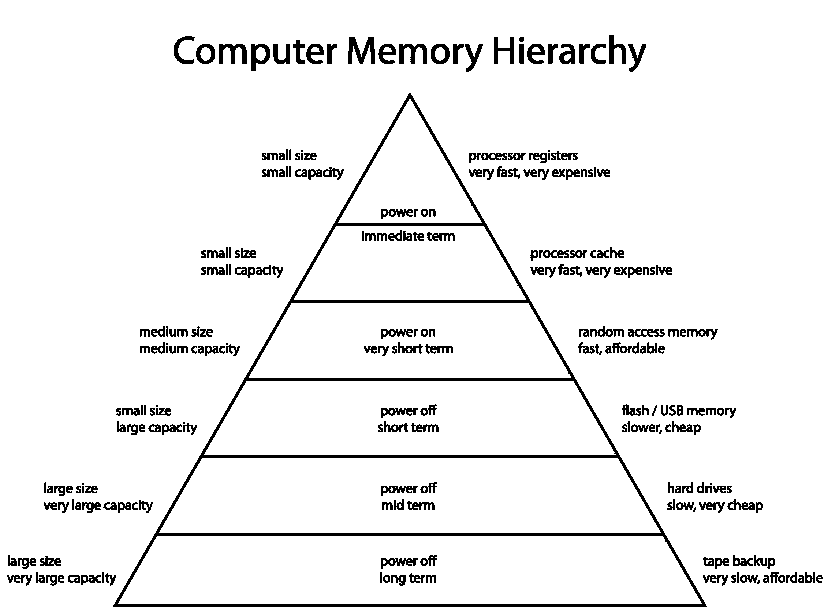 Computer Memory Hierarchy
small size
small capacity
processor registers
very fast, very expensive
power on
immediate term
small size
small capacity
processor cache
very fast, very expensive
medium size
medium capacity
power on
very short term
random access memory
fast, affordable
small size
large capacity
power off
short term
flash / USB memory
slower, cheap
large size
very large capacity
power off
mid term
hard drives
slow, very cheap
large size
very large capacity
power off
long term
tape backup
very slow, affordable